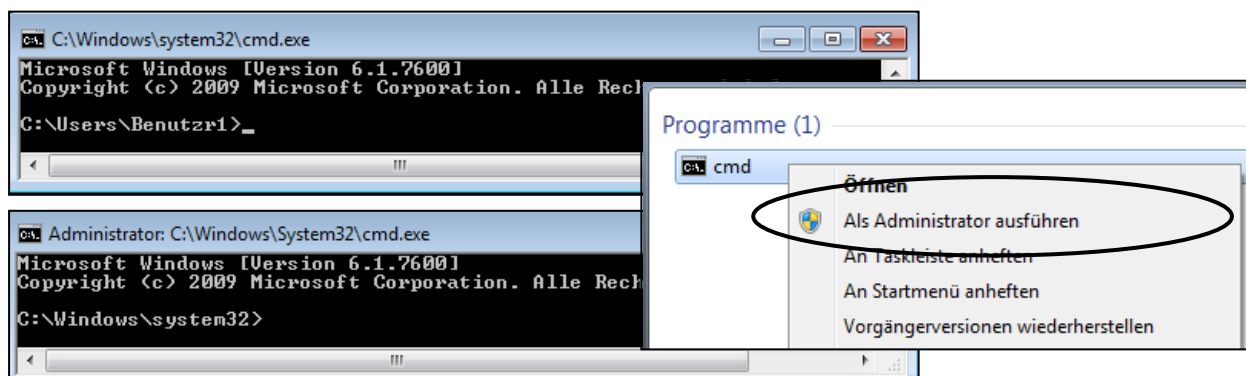 C:\Windows\system32\cmd.exe
Microsoft Windows [Version 6.1.7600]
Copyright (c) 2009 Microsoft Corporation. Alle Rech
C:\Users\Benutzr1>_
Administrator: C:\Windows\System32\cmd.exe
Microsoft Windows [Version 6.1.7600]
Copyright (c) 2009 Microsoft Corporation. Alle Rech
C:\Windows\system32>
Programme (1)
cmd
Öffnen
Als Administrator ausführen
An Taskleiste anheften
An Startmenü anheften
Vorgängerversionen wiederherstellen